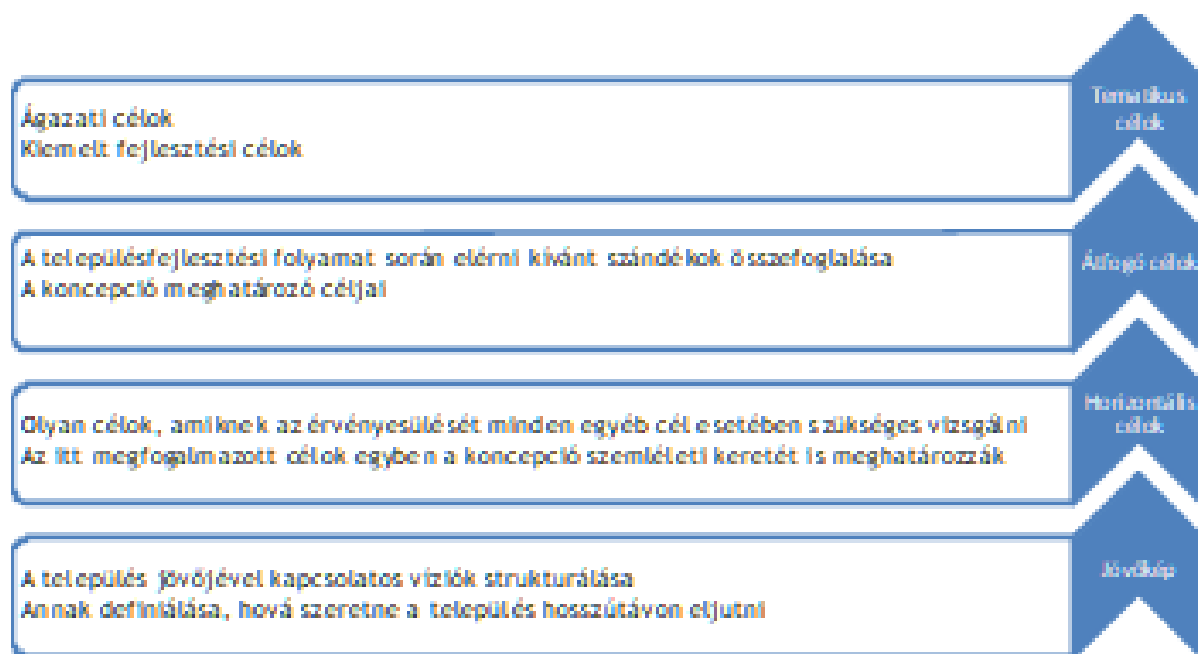 Tematikus
célok
Ágazati célok
Kiemelt fejlesztési célok
Átfogó célok
A településfejlesztési folyamat során elérni kívánt szándékok összefoglalása
A koncepció meghatározó céljai
Horizontális
célok
Olyan célok, amiknek az érvényesülését minden egyéb cél esetében szükséges vizsgálni
Az itt megfogalmazott célok egyben a koncepció szemléleti keretét is meghatározzák
Jövőkép
A település jövőjével kapcsolatos víziók strukturálása
Annak definiálása, hová szeretne a település hosszútávon eljutni